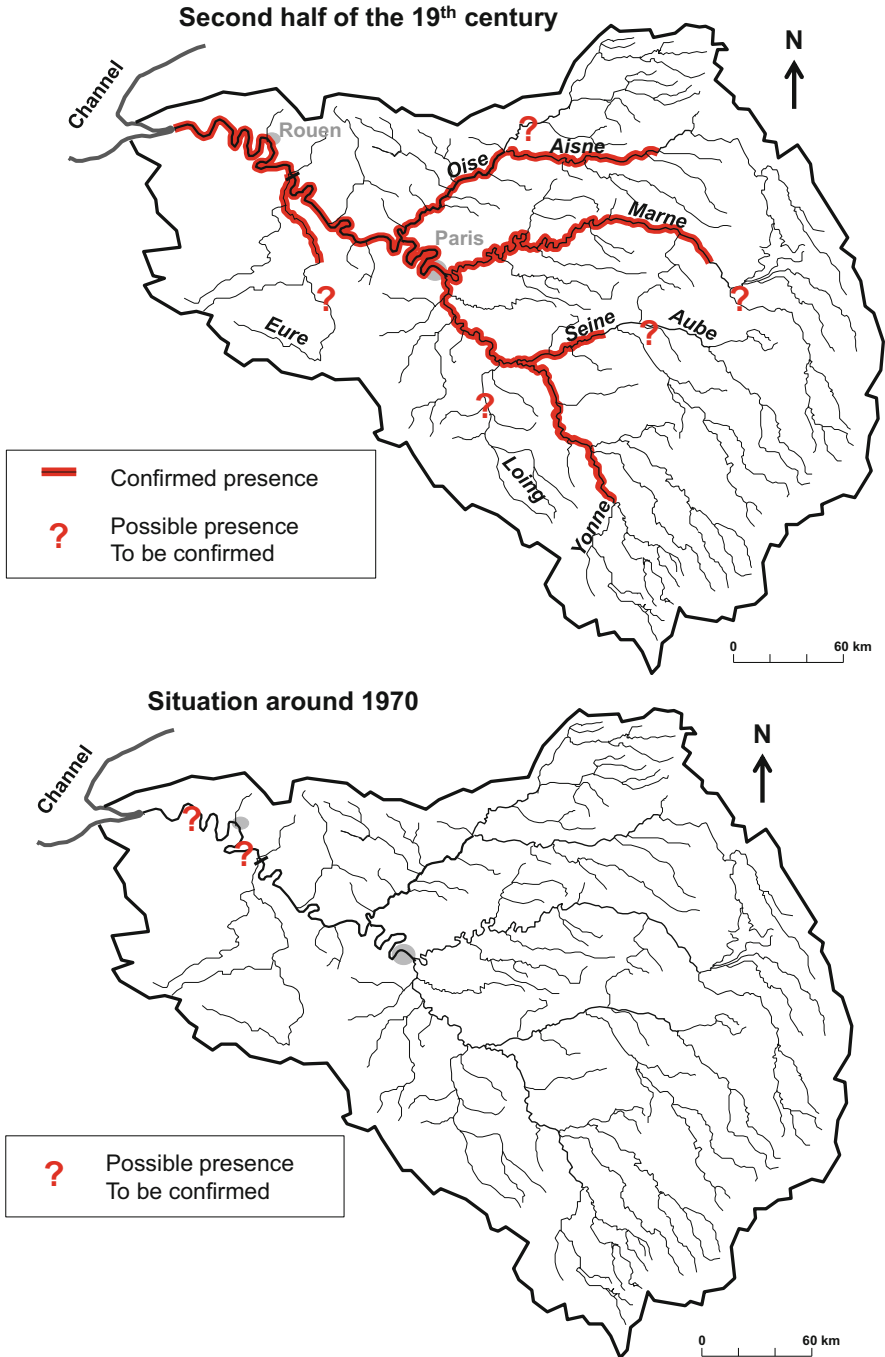 Second half of the 19th century
N
Channel
Rouen
?
Oise
Aisne
Marne
Paris
?
?
Eure
Seine
?
Aube
?
Loing
Yonne
Confirmed presence
?
Possible presence
To be confirmed
0 60 km
Situation around 1970
N
Channel
?
?
?
Possible presence
To be confirmed
0 60 km